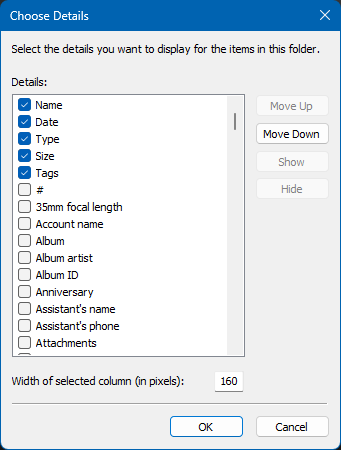 Choose Details
Select the details you want to display for the items in this folder.
Details:
Name
Date
Type
Size
Tags
#
35mm focal length
Account name
Album
Album artist
Album ID
Anniversary
Assistant's name
Assistant's phone
Attachments
Move Up
Move Down
Show
Hide
Width of selected column (in pixels):
160
OK
Cancel